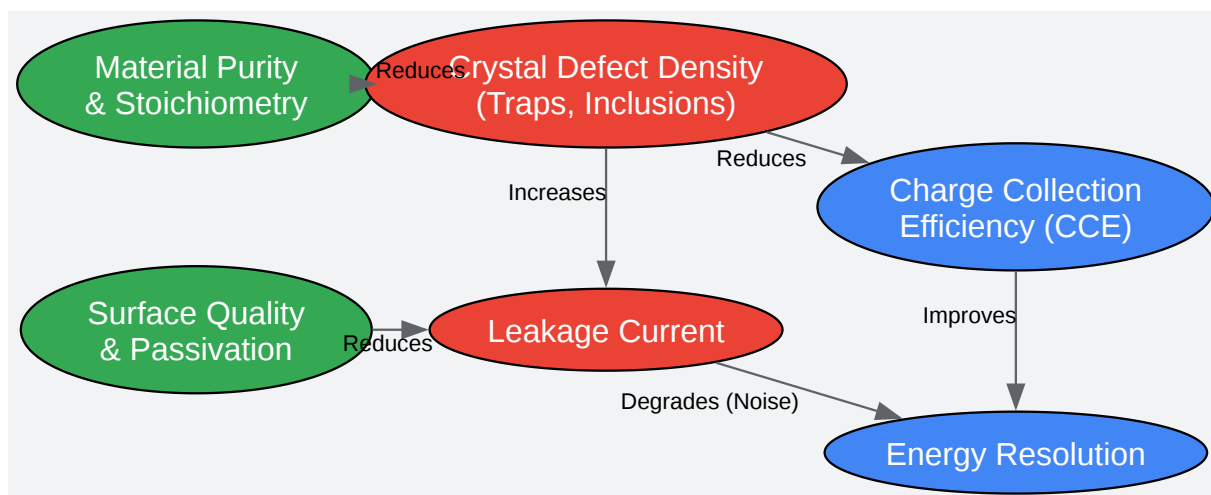 Material Purity
& Stoichiometry
Reduces
Crystal Defect Density
(Traps, Inclusions)
Reduces
Increases
Charge Collection
Efficiency (CCE)
Surface Quality
& Passivation
Reduces
Leakage Current
Improves
Degrades (Noise)
Energy Resolution